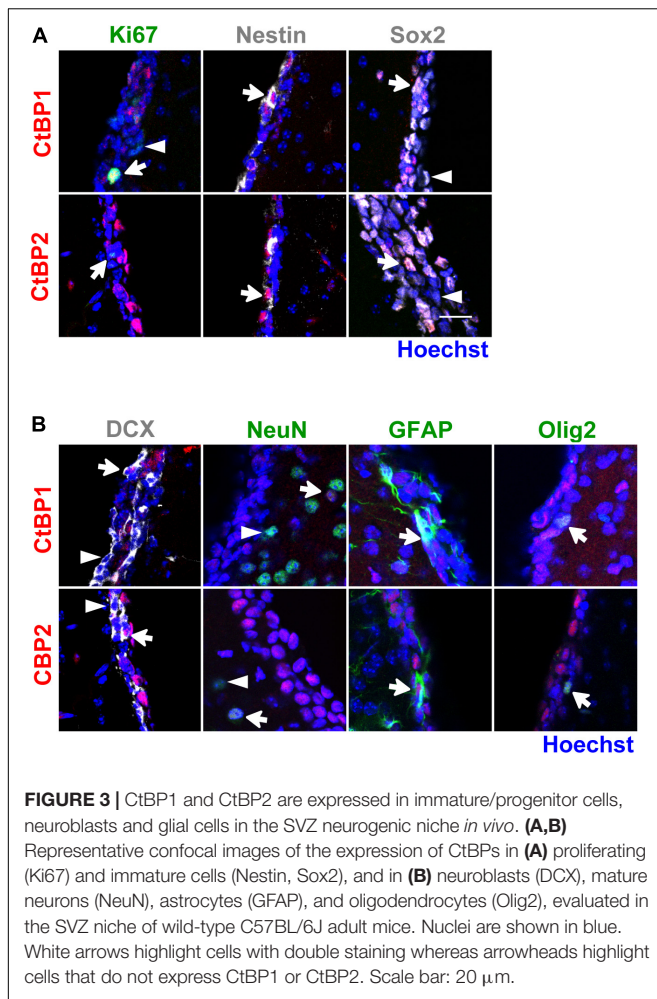 A
Ki67 Nestin Sox2
CtBP1
CtBP2
Hoechst
B
DCX NeuN GFAP Olig2
CtBP1
CBP2
Hoechst
FIGURE 3 | CtBP1 and CtBP2 are expressed in immature/progenitor cells,
neuroblasts and glial cells in the SVZ neurogenic niche in vivo. (A,B)
Representative confocal images of the expression of CtBPs in (A) proliferating
(Ki67) and immature cells (Nestin, Sox2), and in (B) neuroblasts (DCX), mature
neurons (NeuN), astrocytes (GFAP), and oligodendrocytes (Olig2), evaluated in
the SVZ niche of wild-type C57BL/6J adult mice. Nuclei are shown in blue.
White arrows highlight cells with double staining whereas arrowheads highlight
cells that do not express CtBP1 or CtBP2. Scale bar: 20 μm.